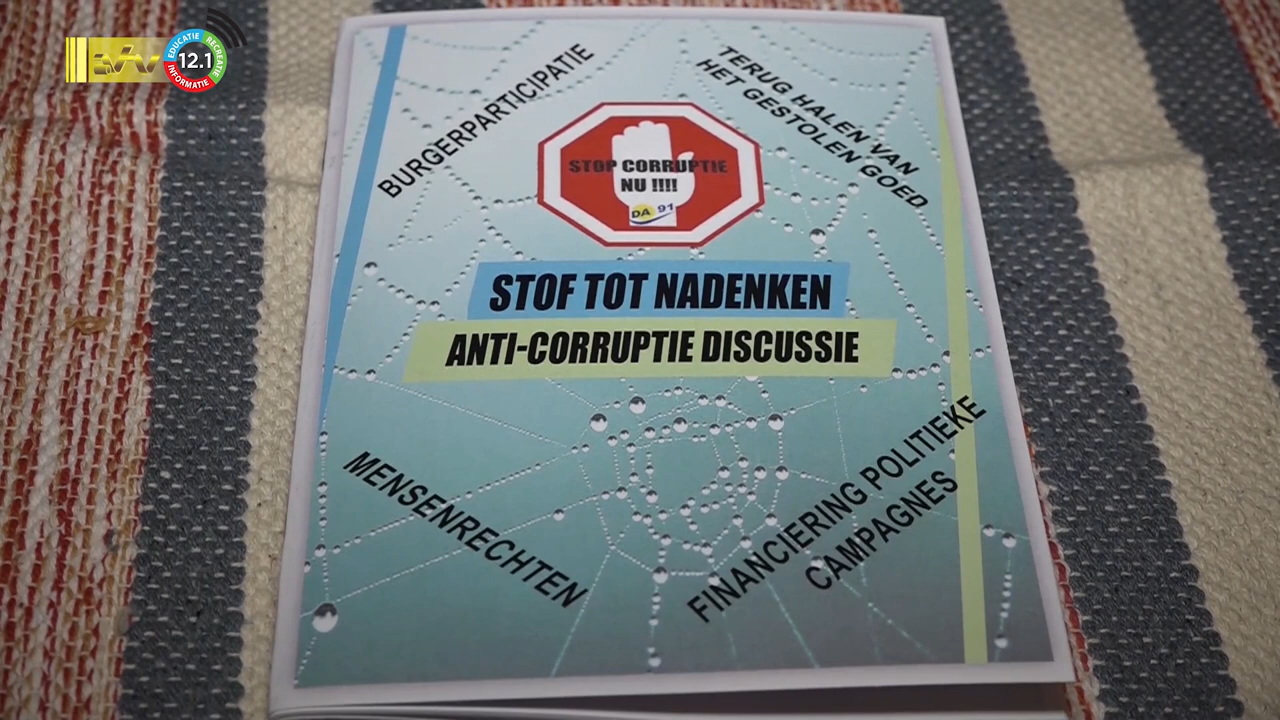 EDUCATIE
RECREATIE
INFORMATIE
12.1
BURGERPARTICIPATIE
TERUG HALEN VAN
HET GESTOLEN GOED
STOP CORRUPTIE
NU !!!!
DA 91
STOF TOT NADENKEN
ANTI-CORRUPTIE DISCUSSIE
MENSENRECHTEN
FINANCIERING POLITIEKE
CAMPAGNES